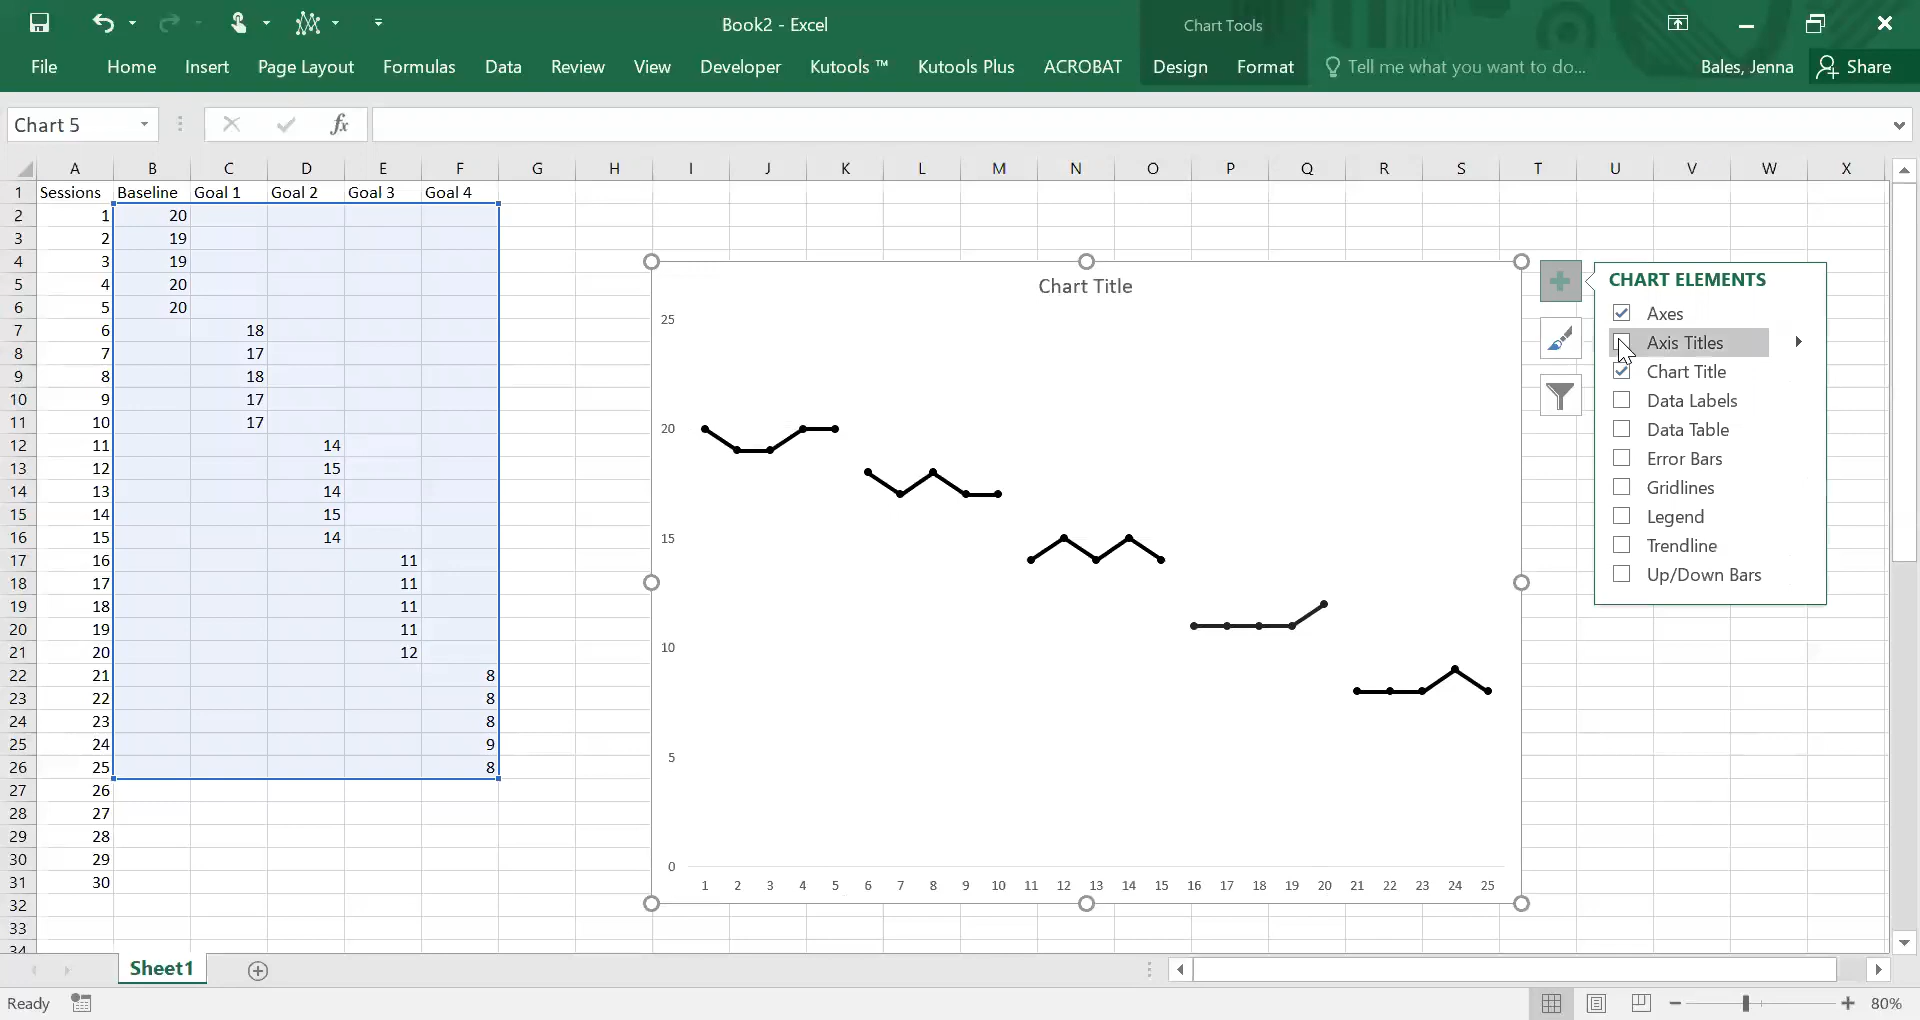 Book2 - Excel
Chart Tools
File Home Insert Page Layout Formulas Data Review View Developer Kutools ™ Kutools Plus ACROBAT Design Format Tell me what you want to do... Bales, Jenna Share
Chart 5 fx
A B C D E F G H I J K L M N O P Q R S T U V W X
1 Sessions Baseline Goal 1 Goal 2 Goal 3 Goal 4
2 1 20
3 2 19
4 3 19
5 4 20
6 5 20
7 6 18
8 7 17
9 8 18
10 9 17
11 10 17
12 11 14
13 12 15
14 13 14
15 14 15
16 15 14
17 16 11
18 17 11
19 18 11
20 19 11
21 20 12
22 21 8
23 22 8
24 23 8
25 24 9
26 25 8
27 26
28 27
29 28
30 29
31 30
32
33
34
Chart Title
25
20
15
10
5
0
1 2 3 4 5 6 7 8 9 10 11 12 13 14 15 16 17 18 19 20 21 22 23 24 25
CHART ELEMENTS
Axes
Axis Titles
Chart Title
Data Labels
Data Table
Error Bars
Gridlines
Legend
Trendline
Up/Down Bars
Sheet1
Ready
80%